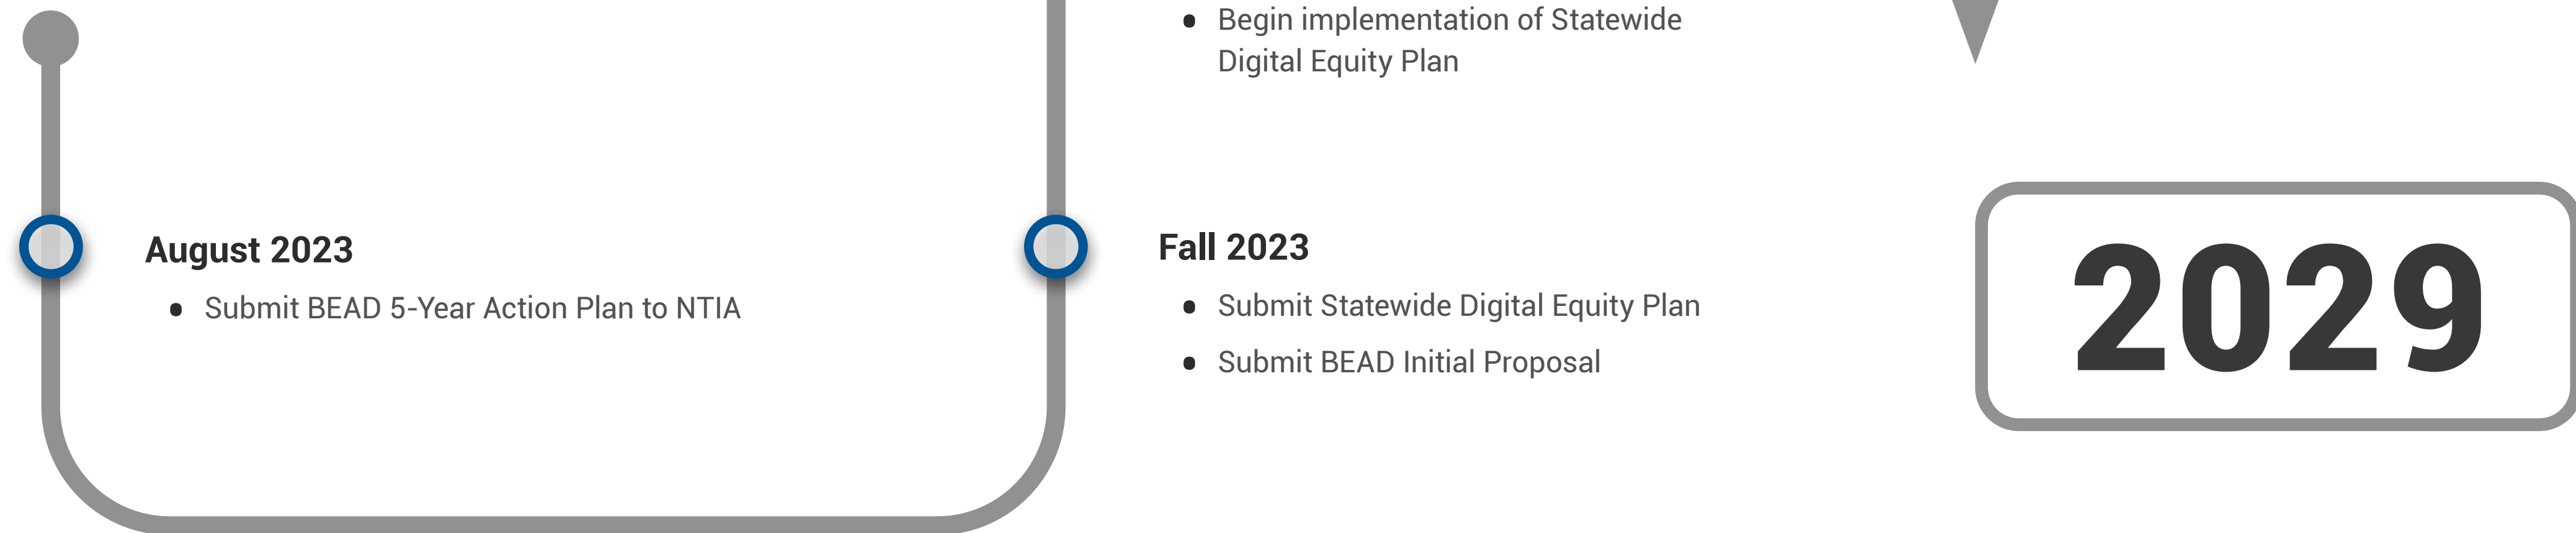 Begin implementation of Statewide
Digital Equity Plan
August 2023
Submit BEAD 5-Year Action Plan to NTIA
Fall 2023
Submit Statewide Digital Equity Plan
Submit BEAD Initial Proposal
2029